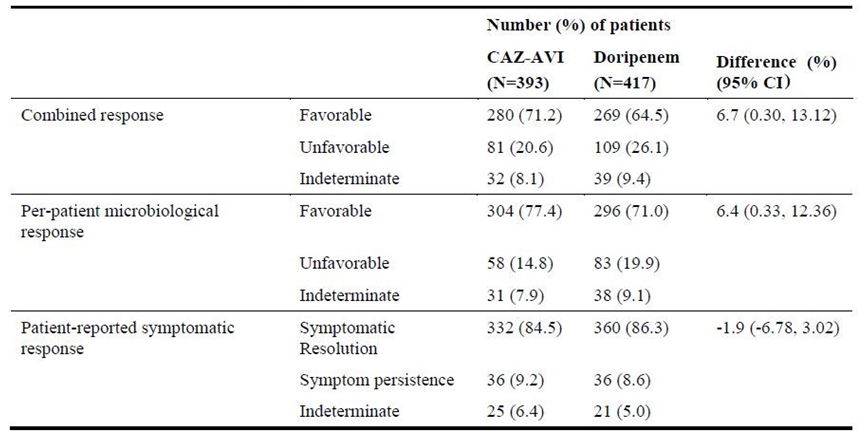 Number (%) of patients
CAZ-AVI (N=393) Doripenem (N=417) Difference (%) (95% CI)
Combined response Favorable 280 (71.2) 269 (64.5) 6.7 (0.30, 13.12)
Unfavorable 81 (20.6) 109 (26.1)
Indeterminate 32 (8.1) 39 (9.4)
Per-patient microbiological response Favorable 304 (77.4) 296 (71.0) 6.4 (0.33, 12.36)
Unfavorable 58 (14.8) 83 (19.9)
Indeterminate 31 (7.9) 38 (9.1)
Patient-reported symptomatic response Symptomatic Resolution 332 (84.5) 360 (86.3) -1.9 (-6.78, 3.02)
Symptom persistence 36 (9.2) 36 (8.6)
Indeterminate 25 (6.4) 21 (5.0)